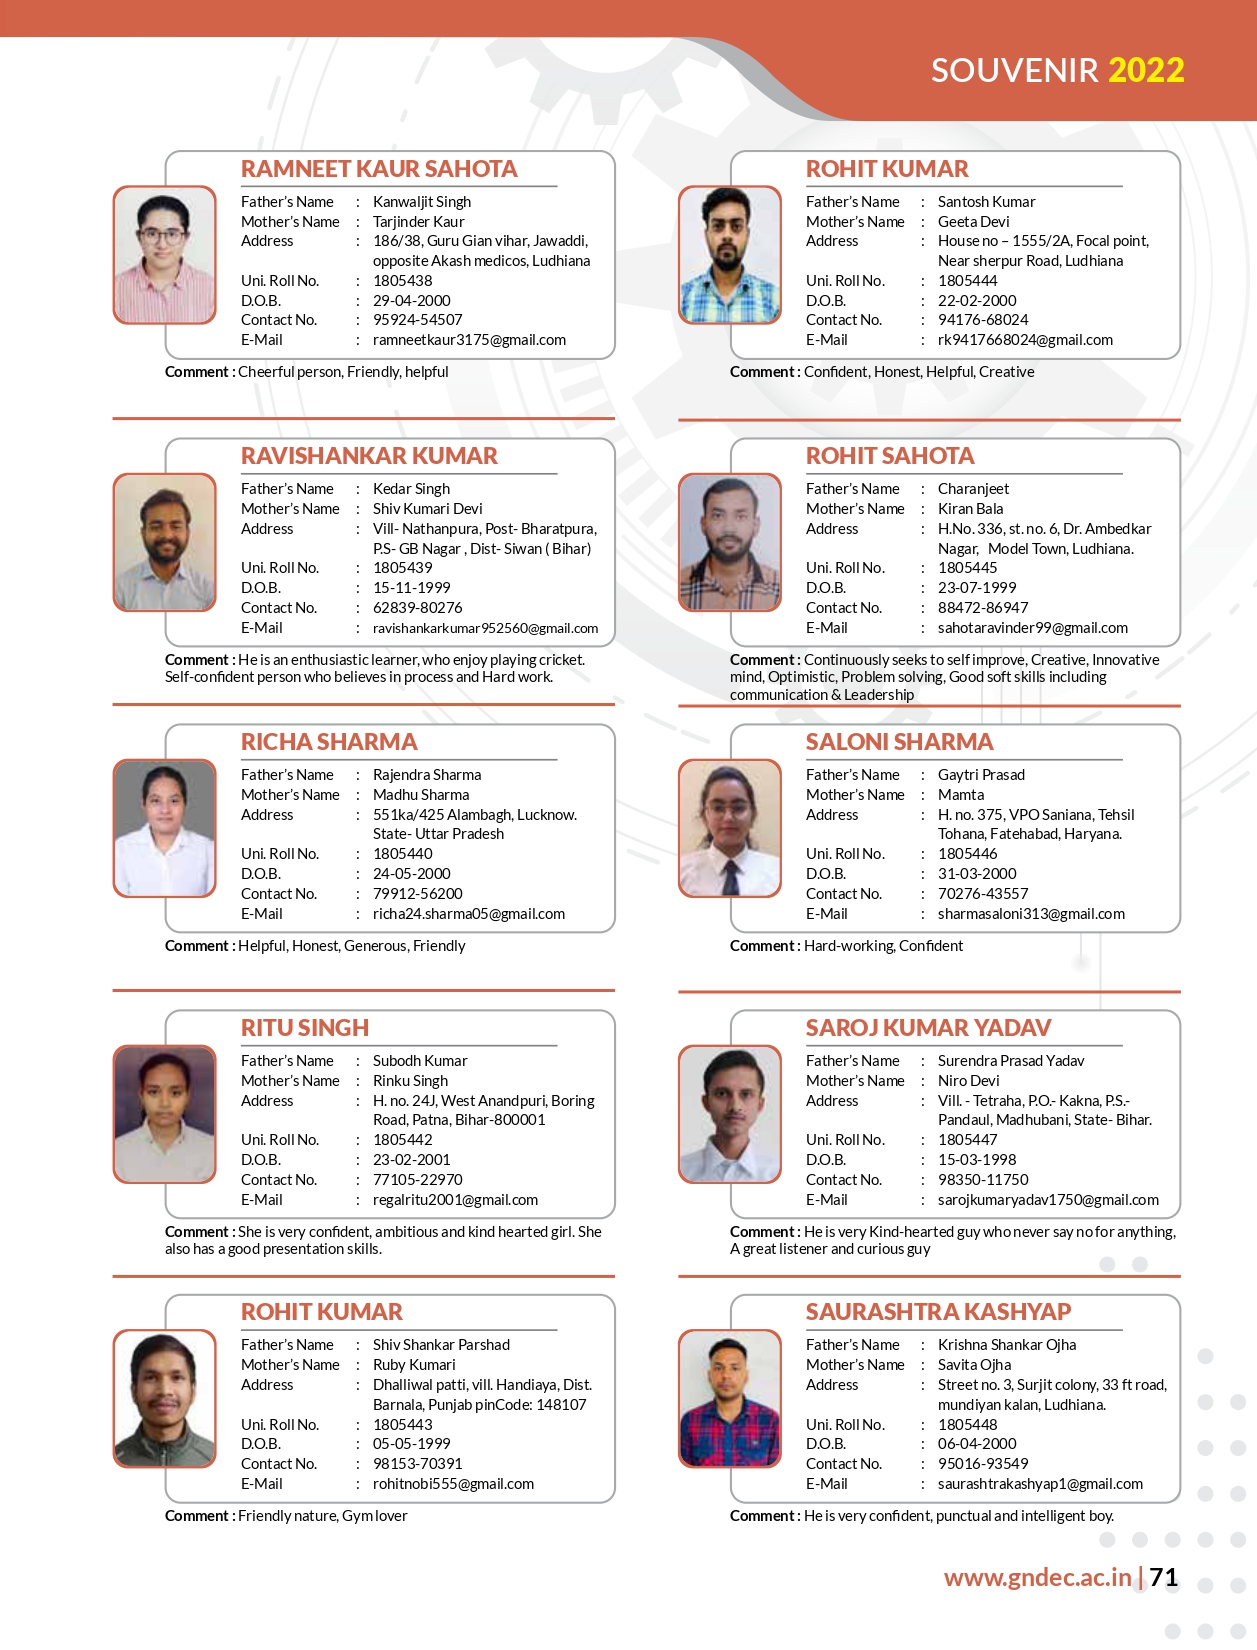 SOUVENIR 2022
RAMNEET KAUR SAHOTA
Father's Name : Kanwaljit Singh
Mother's Name : Tarjinder Kaur
Address : 186/38, Guru Gian vihar, Jawaddi,
opposite Akash medicos, Ludhiana
Uni. Roll No. : 1805438
D.O.B. : 29-04-2000
Contact No. : 95924-54507
E-Mail : ramneetkaur3175@gmail.com
Comment : Cheerful person, Friendly, helpful
RAVISHANKAR KUMAR
Father's Name : Kedar Singh
Mother's Name : Shiv Kumari Devi
Address : Vill- Nathanpura, Post- Bharatpura,
P.S- GB Nagar , Dist- Siwan ( Bihar)
Uni. Roll No. : 1805439
D.O.B. : 15-11-1999
Contact No. : 62839-80276
E-Mail : ravishankarkumar952560@gmail.com
Comment : He is an enthusiastic learner, who enjoy playing cricket.
Self-confident person who believes in process and Hard work.
RICHA SHARMA
Father's Name : Rajendra Sharma
Mother's Name : Madhu Sharma
Address : 551ka/425 Alambagh, Lucknow.
State- Uttar Pradesh
Uni. Roll No. : 1805440
D.O.B. : 24-05-2000
Contact No. : 79912-56200
E-Mail : richa24.sharma05@gmail.com
Comment : Helpful, Honest, Generous, Friendly
RITU SINGH
Father's Name : Subodh Kumar
Mother's Name : Rinku Singh
Address : H. no. 24J, West Anandpuri, Boring
Road, Patna, Bihar-800001
Uni. Roll No. : 1805442
D.O.B. : 23-02-2001
Contact No. : 77105-22970
E-Mail : regalritu2001@gmail.com
Comment : She is very confident, ambitious and kind hearted girl. She
also has a good presentation skills.
ROHIT KUMAR
Father's Name : Shiv Shankar Parshad
Mother's Name : Ruby Kumari
Address : Dhalliwal patti, vill. Handiaya, Dist.
Barnala, Punjab pinCode: 148107
Uni. Roll No. : 1805443
D.O.B. : 05-05-1999
Contact No. : 98153-70391
E-Mail : rohitnobi555@gmail.com
Comment : Friendly nature, Gym lover
ROHIT KUMAR
Father's Name : Santosh Kumar
Mother's Name : Geeta Devi
Address : House no – 1555/2A, Focal point,
Near sherpur Road, Ludhiana
Uni. Roll No. : 1805444
D.O.B. : 22-02-2000
Contact No. : 94176-68024
E-Mail : rk9417668024@gmail.com
Comment : Confident, Honest, Helpful, Creative
ROHIT SAHOTA
Father's Name : Charanjeet
Mother's Name : Kiran Bala
Address : H.No. 336, st. no. 6, Dr. Ambedkar
Nagar, Model Town, Ludhiana.
Uni. Roll No. : 1805445
D.O.B. : 23-07-1999
Contact No. : 88472-86947
E-Mail : sahotaravinder99@gmail.com
Comment : Continuously seeks to self improve, Creative, Innovative
mind, Optimistic, Problem solving, Good soft skills including
communication & Leadership
SALONI SHARMA
Father's Name : Gaytri Prasad
Mother's Name : Mamta
Address : H. no. 375, VPO Saniana, Tehsil
Tohana, Fatehabad, Haryana.
Uni. Roll No. : 1805446
D.O.B. : 31-03-2000
Contact No. : 70276-43557
E-Mail : sharmasaloni313@gmail.com
Comment : Hard-working, Confident
SAROJ KUMAR YADAV
Father's Name : Surendra Prasad Yadav
Mother's Name : Niro Devi
Address : Vill. - Tetraha, P.O.- Kakna, P.S.-
Pandaul, Madhubani, State- Bihar.
Uni. Roll No. : 1805447
D.O.B. : 15-03-1998
Contact No. : 98350-11750
E-Mail : sarojkumaryadav1750@gmail.com
Comment : He is very Kind-hearted guy who never say no for anything,
A great listener and curious guy
SAURASHTRA KASHYAP
Father's Name : Krishna Shankar Ojha
Mother's Name : Savita Ojha
Address : Street no. 3, Surjit colony, 33 ft road,
mundiyan kalan, Ludhiana.
Uni. Roll No. : 1805448
D.O.B. : 06-04-2000
Contact No. : 95016-93549
E-Mail : saurashtrakashyap1@gmail.com
Comment : He is very confident, punctual and intelligent boy.
www.gndec.ac.in | 71